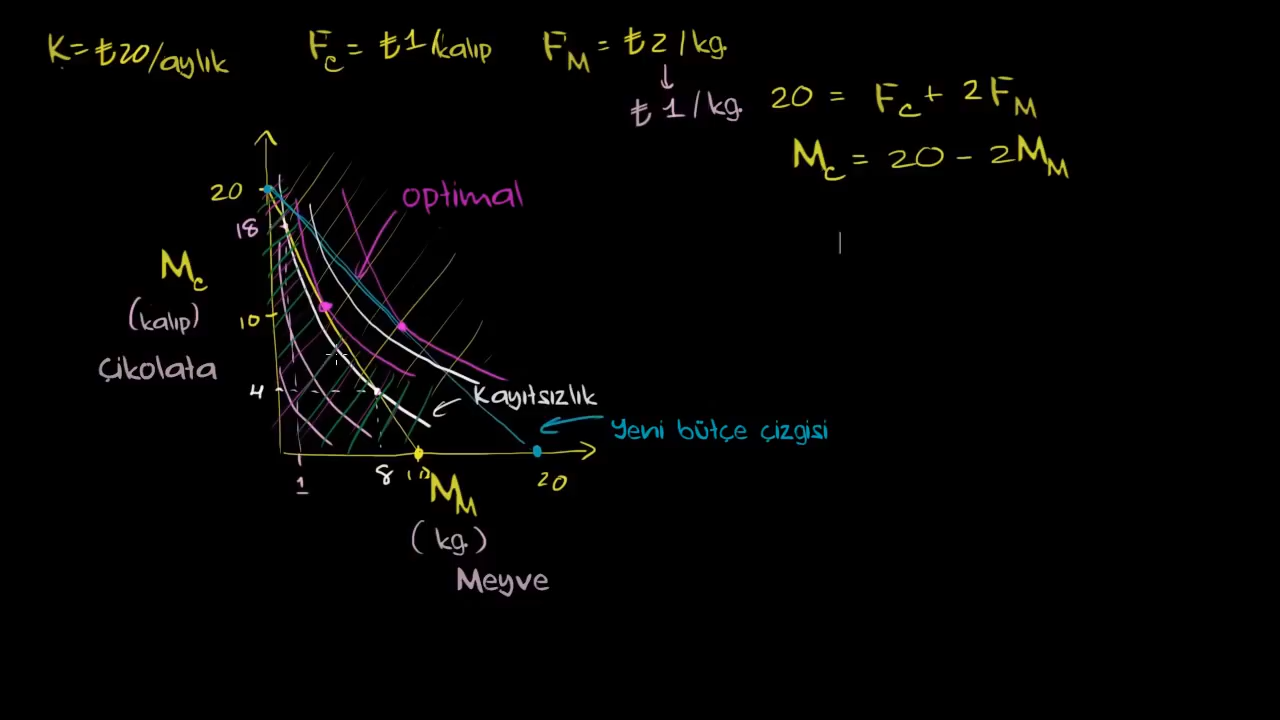 K = ₺20/aylık
F_C = ₺1/kalıp
F_M = ₺2/kg.
↓
₺1/kg.
20 = F_C + 2F_M
M_C = 20 - 2M_M
20
optimal
18
M_C
(kalıp)
Çikolata
10
4
Kayıtsızlık
Yeni bütçe çizgisi
1
8
10
20
M_M
(kg.)
Meyve